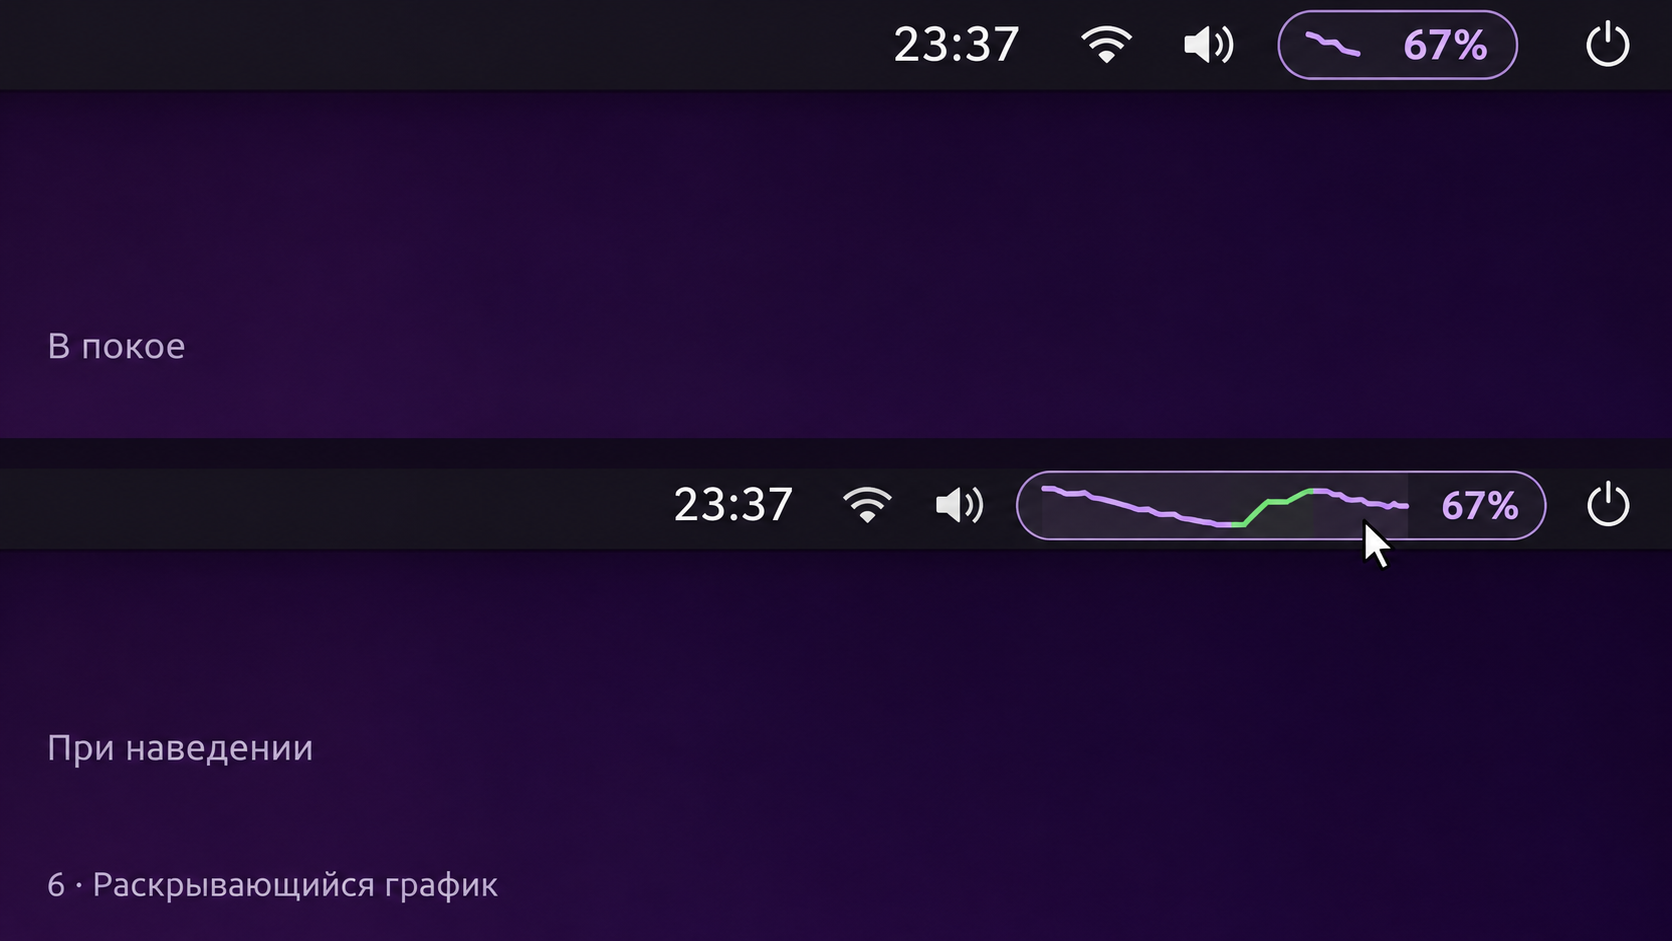 23:37 67%
В покое
23:37 67%
При наведении
6 · Раскрывающийся график